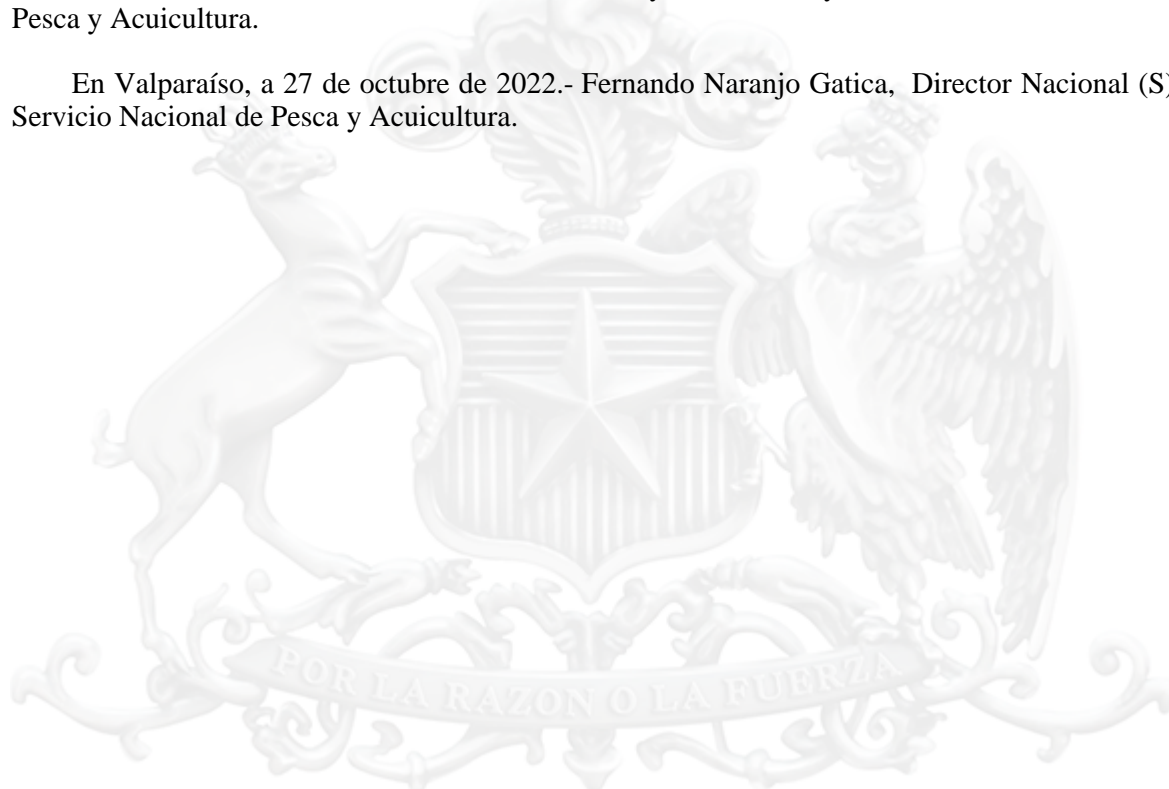 Pesca y Acuicultura.
En Valparaíso, a 27 de octubre de 2022.- Fernando Naranjo Gatica, Director Nacional (S)
Servicio Nacional de Pesca y Acuicultura.
POR LA RAZON O LA FUERZA